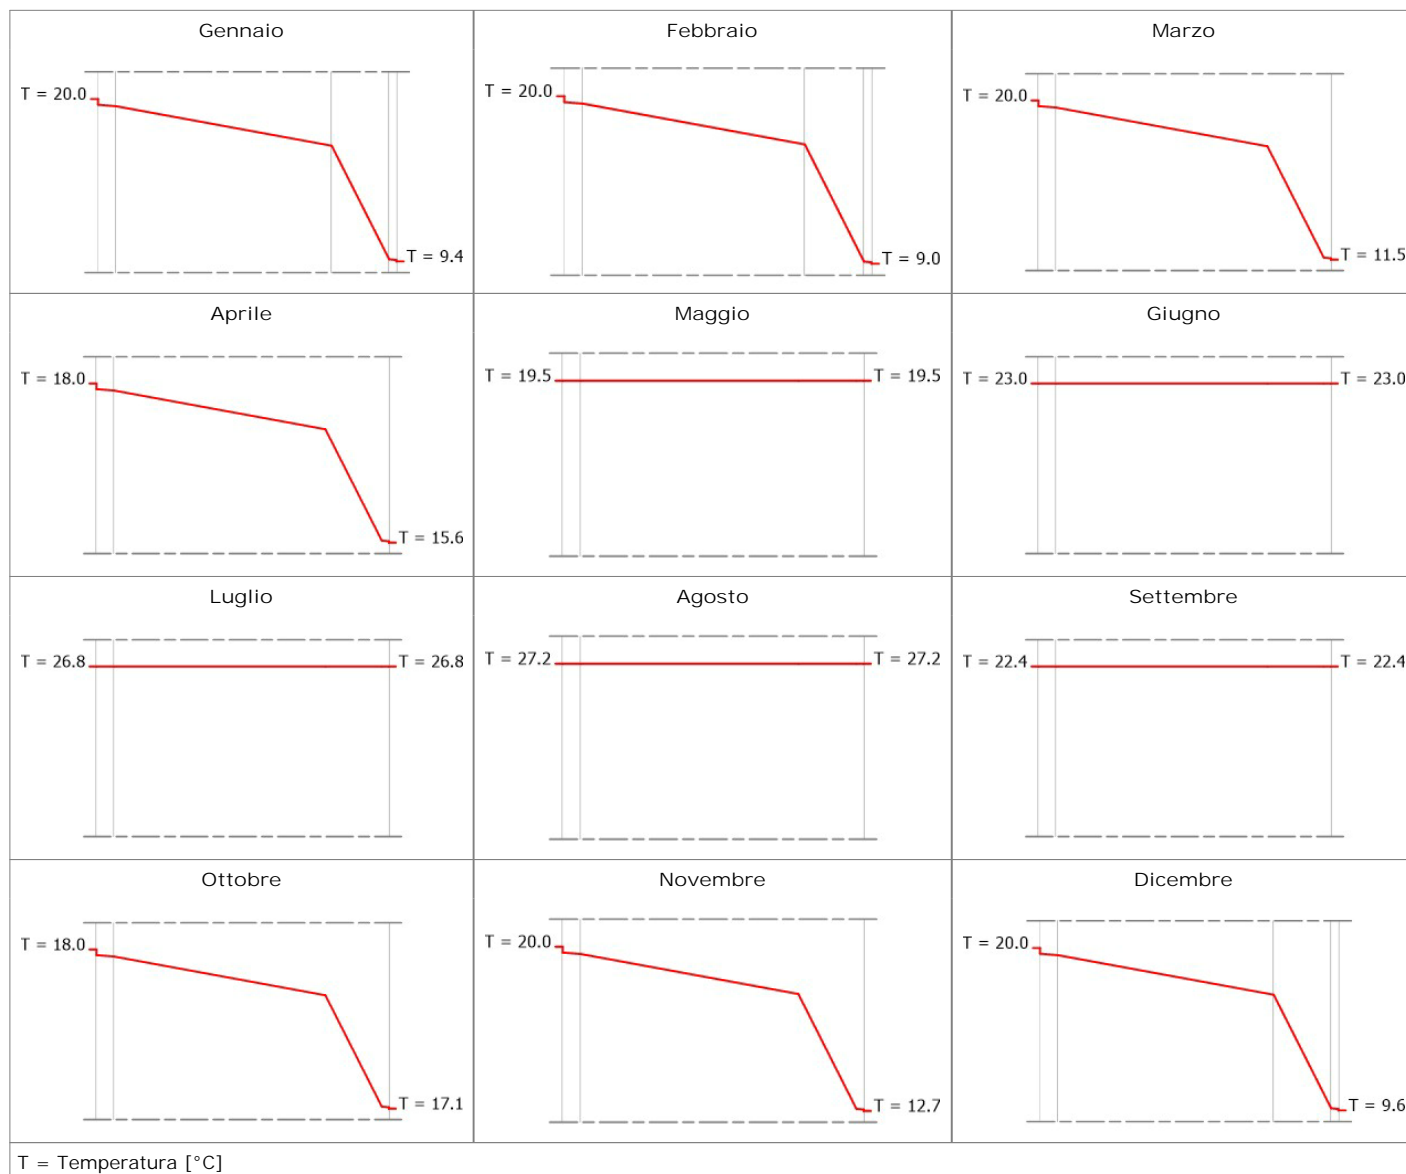 Gennaio
T = 20.0
T = 9.4
Febbraio
T = 20.0
T = 9.0
Marzo
T = 20.0
T = 11.5
Aprile
T = 18.0
T = 15.6
Maggio
T = 19.5
T = 19.5
Giugno
T = 23.0
T = 23.0
Luglio
T = 26.8
T = 26.8
Agosto
T = 27.2
T = 27.2
Settembre
T = 22.4
T = 22.4
Ottobre
T = 18.0
T = 17.1
Novembre
T = 20.0
T = 12.7
Dicembre
T = 20.0
T = 9.6
T = Temperatura [°C]